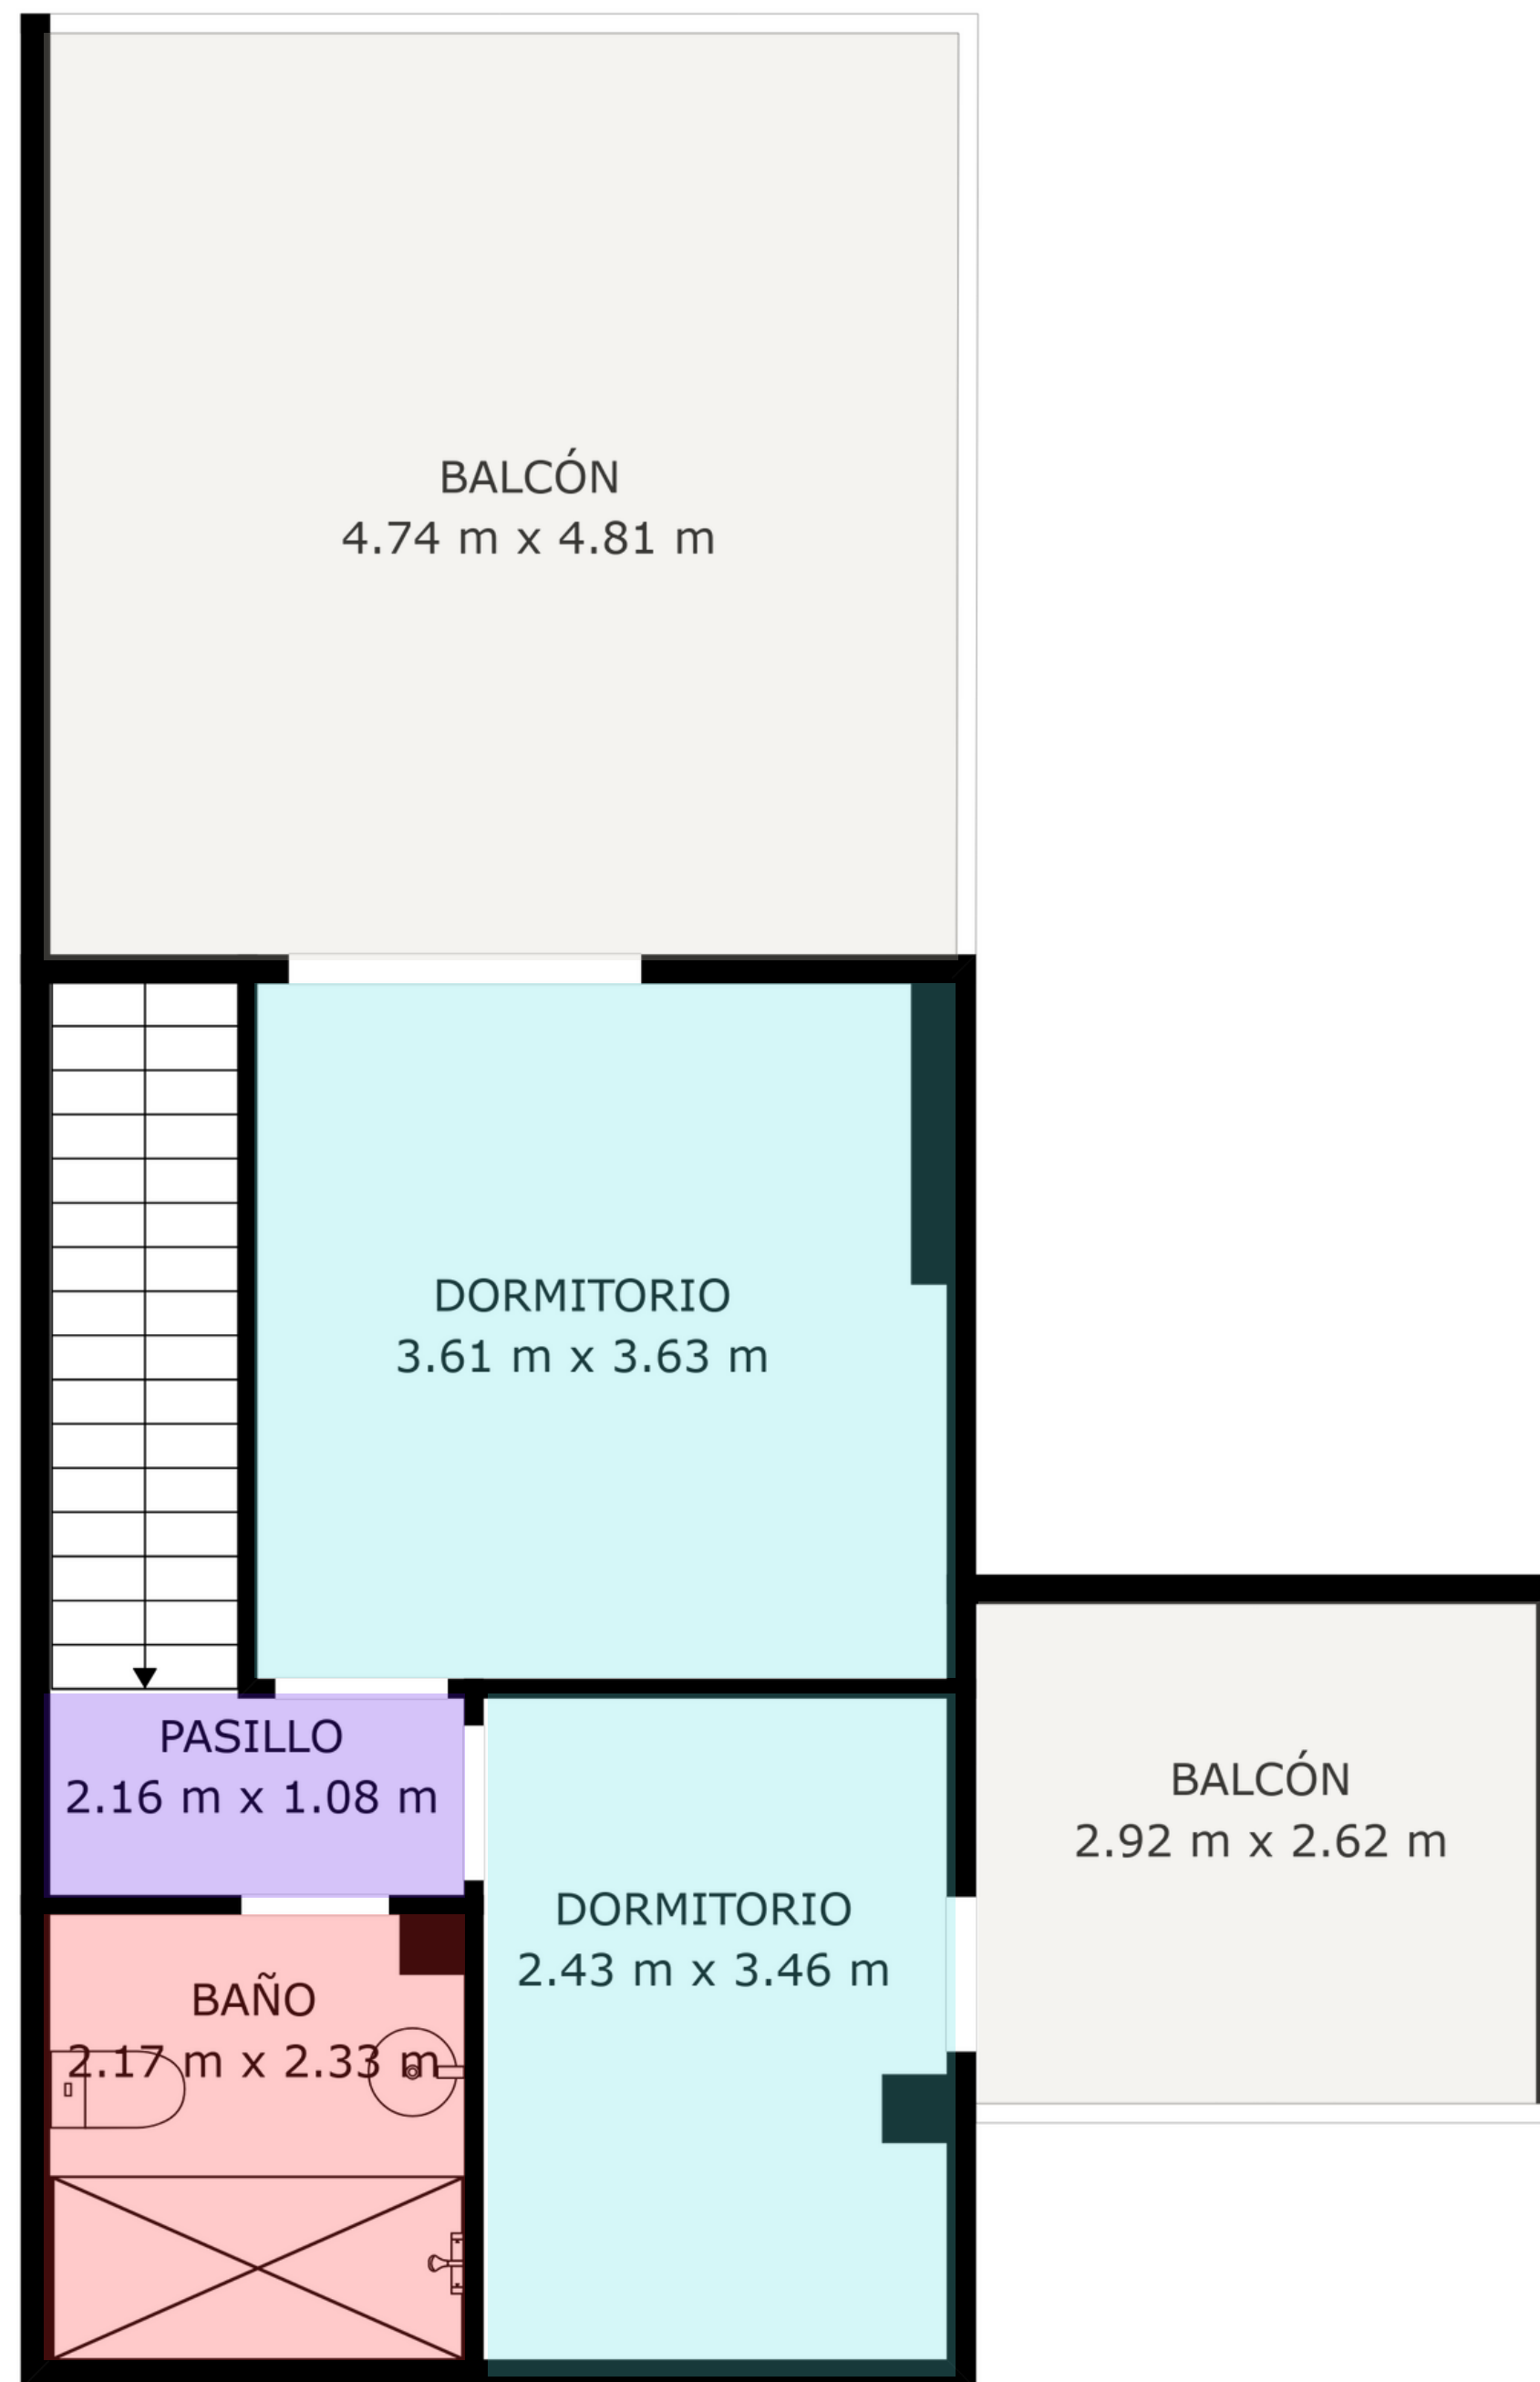 BALCÓN
4.74 m x 4.81 m
DORMITORIO
3.61 m x 3.63 m
PASILLO
2.16 m x 1.08 m
BALCÓN
2.92 m x 2.62 m
DORMITORIO
2.43 m x 3.46 m
BAÑO
2.17 m x 2.33 m